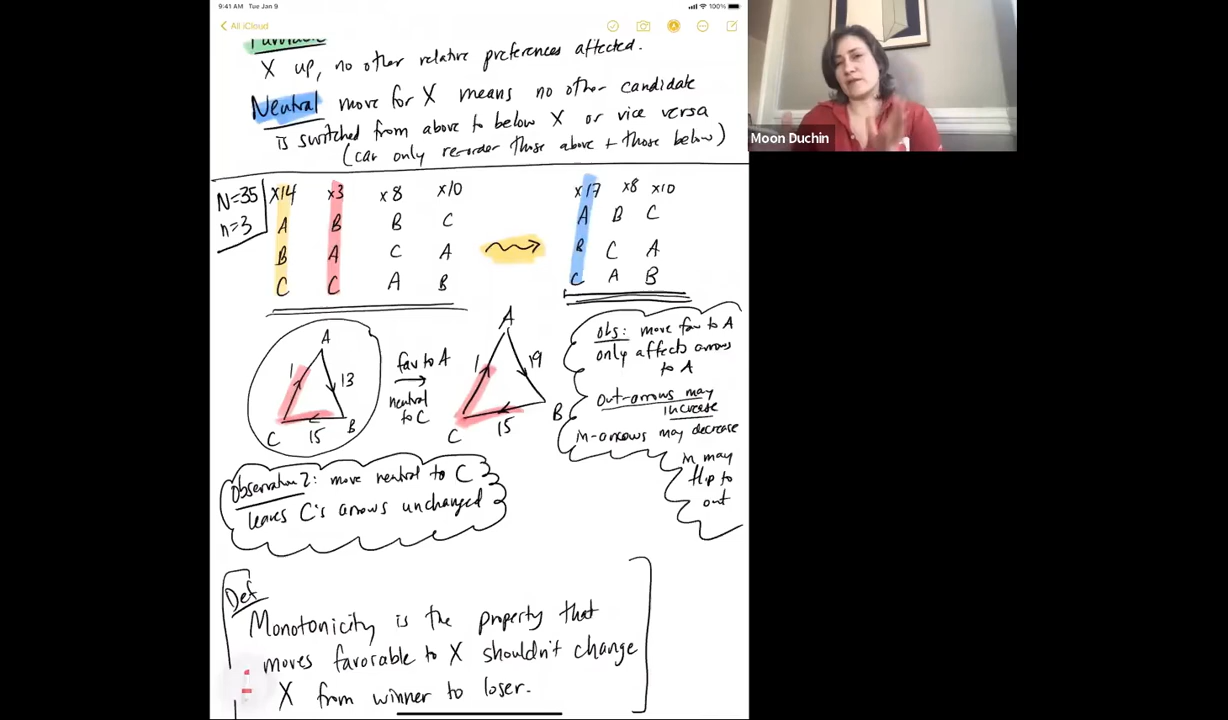 9:41 AM Tue Jan 9
100%
All iCloud
Favorable
X up, no other relative preferences affected.
Neutral move for X means no other candidate
is switched from above to below X or vice versa
(can only re-order those above + those below)
N=35
n=3
x14 x3 x8 x10
A B B C
B A C A
C C A B
x17 x8 x10
A B C
B C A
C A B
A
1
13
C
15
B
fav to A
neutral
to C
A
1
19
C
15
B
obs: move fav to A
only affects arrows
to A
out-arrows may
increase
in-arrows may decrease
in may
flip to
out
Observation 2: move neutral to C
leaves C's arrows unchanged
Def
Monotonicity is the property that
moves favorable to X shouldn't change
X from winner to loser.
Moon Duchin